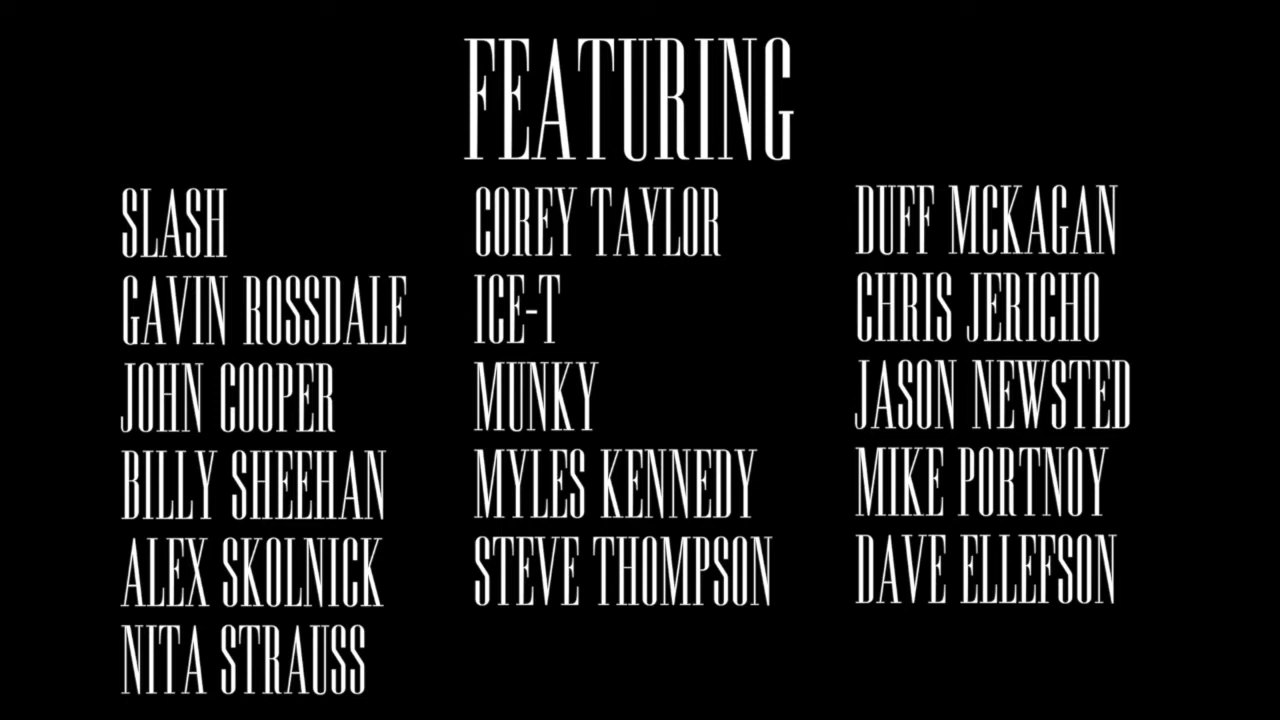 FEATURING
SLASH
GAVIN ROSSDALE
JOHN COOPER
BILLY SHEEHAN
ALEX SKOLNICK
NITA STRAUSS
COREY TAYLOR
ICE-T
MUNKY
MYLES KENNEDY
STEVE THOMPSON
DUFF MCKAGAN
CHRIS JERICHO
JASON NEWSTED
MIKE PORTNOY
DAVE ELLEFSON